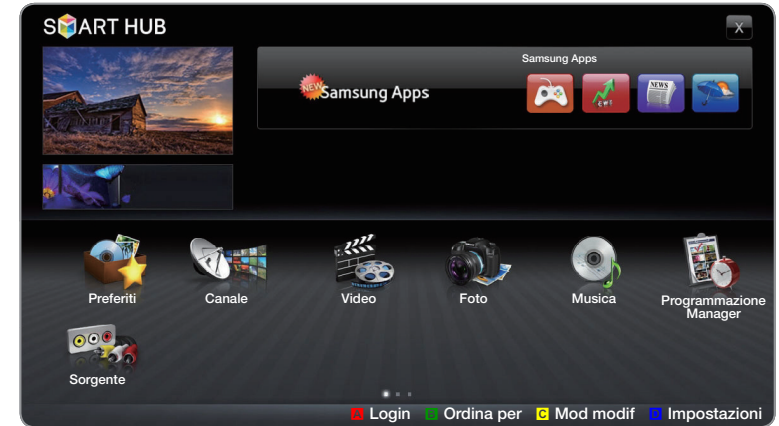 SMART HUB
X
Samsung Apps
NEW
Samsung Apps
NEWS
Preferiti
Canale
Video
Foto
Musica
Programmazione
Manager
Sorgente
A Login B Ordina per C Mod modif D Impostazioni